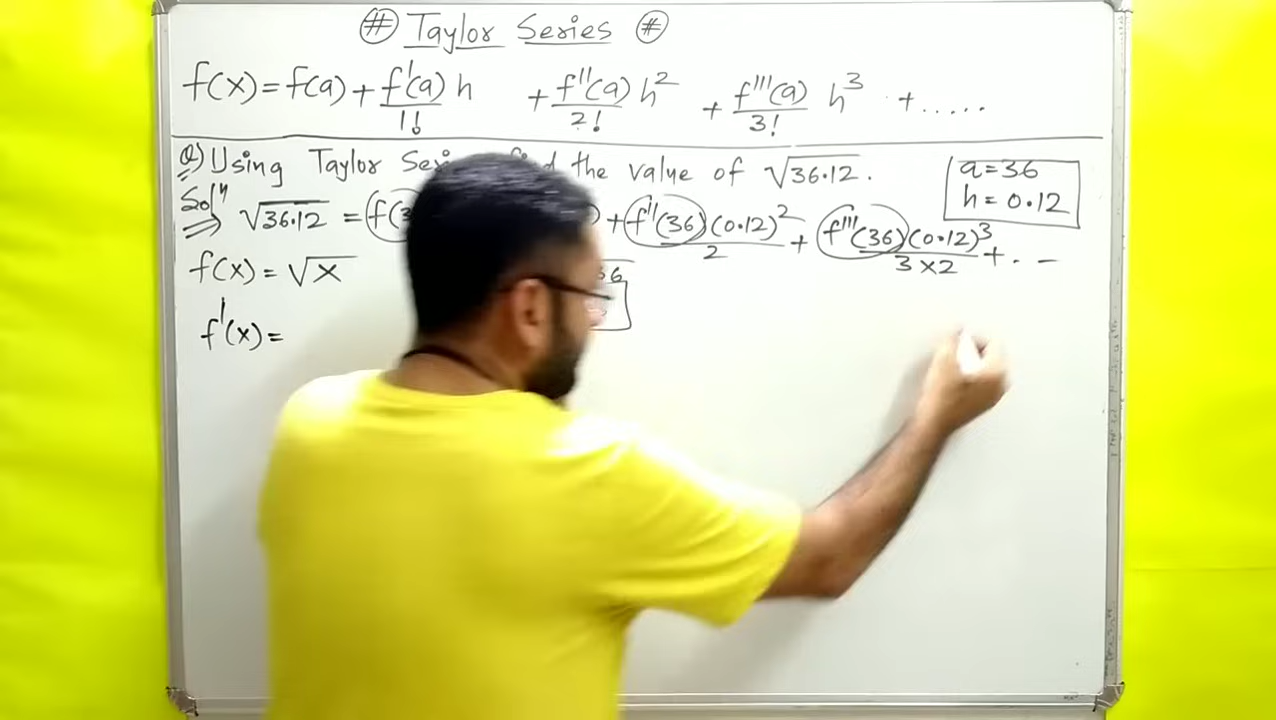 # Taylor Series #
f(x) = f(a) + f'(a)/1! h + f''(a)/2! h² + f'''(a)/3! h³ + .....
Q) Using Taylor the value of √36.12.
a = 36
h = 0.12
Solⁿ √36.12 = f(3 + f''(36)(0.12)²/2 + f'''(36)(0.12)³/3×2 + . - -
f(x) = √x
f'(x) =